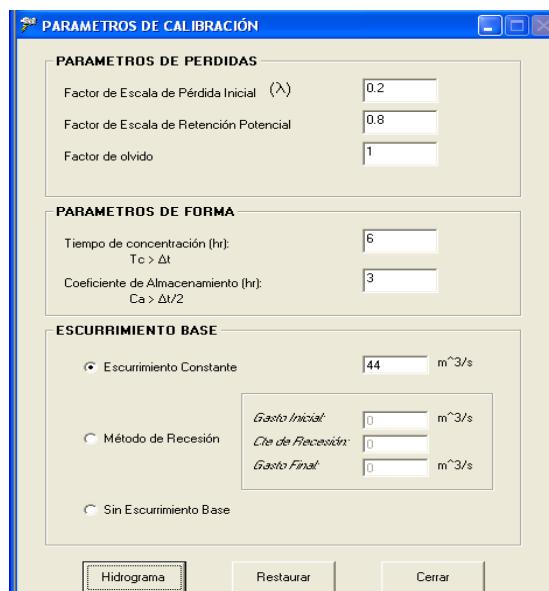 PARAMETROS DE CALIBRACIÓN
PARAMETROS DE PERDIDAS
Factor de Escala de Pérdida Inicial (λ) 0.2
Factor de Escala de Retención Potencial 0.8
Factor de olvido 1
PARAMETROS DE FORMA
Tiempo de concentración (hr): 6
Tc > Δt
Coeficiente de Almacenamiento (hr): 3
Ca > Δt/2
ESCURRIMIENTO BASE
Escurrimiento Constante 44 m^3/s
Gasto Inicial: 0 m^3/s
Método de Recesión Cte de Recesión: 0
Gasto Final: 0 m^3/s
Sin Escurrimiento Base
Hidrograma Restaurar Cerrar